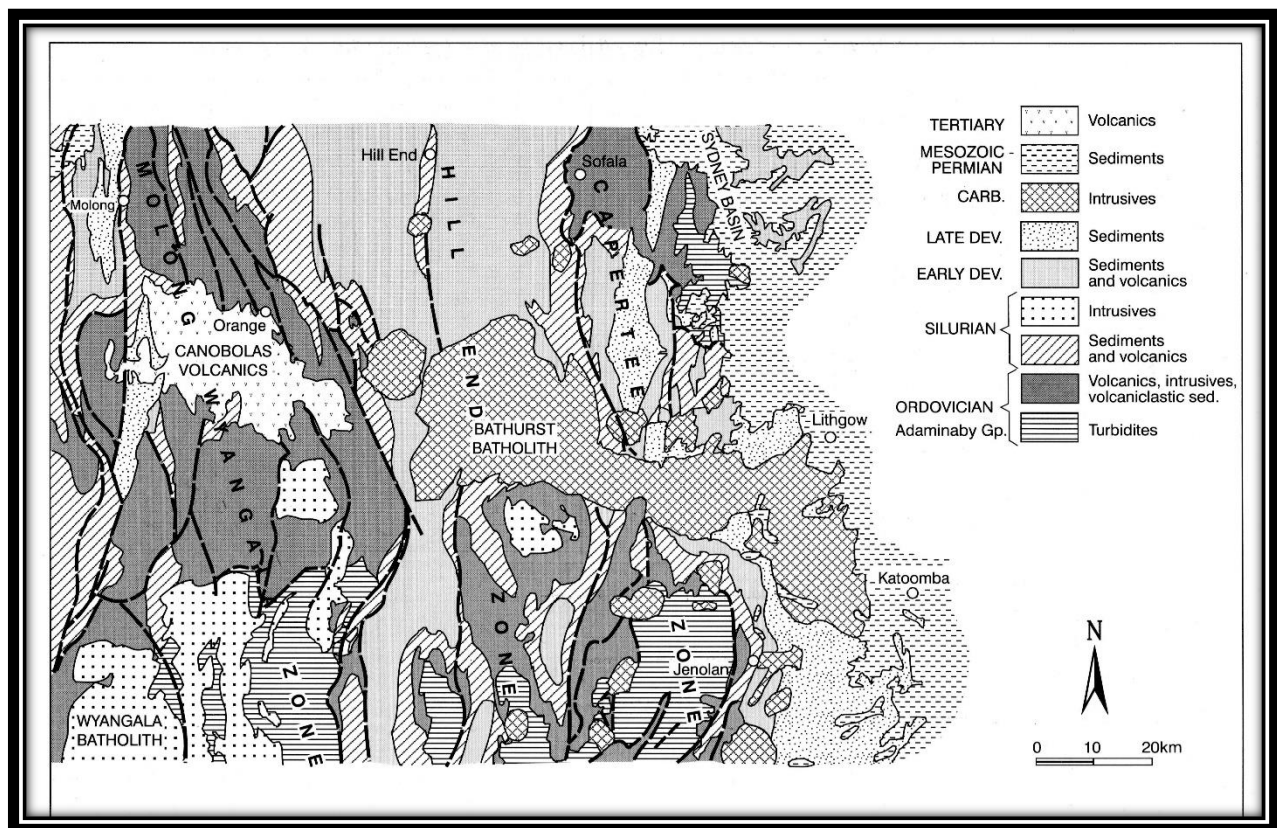 Hill End
Sofala
Molong
Orange
CANOBOLAS
VOLCANICS
MOLONG WYANGALA ZONE
HILL END ZONE
CAPERTEE ZONE
SYDNEY BASIN
BATHURST
BATHOLITH
Lithgow
Katoomba
Jenolan
WYANGALA
BATHOLITH
TERTIARY Volcanics
MESOZOIC - Sediments
PERMIAN
CARB. Intrusives
LATE DEV. Sediments
EARLY DEV. Sediments
and volcanics
SILURIAN Intrusives
Sediments
and volcanics
ORDOVICIAN Volcanics, intrusives,
volcaniclastic sed.
Adaminaby Gp. Turbidites
N
0 10 20km